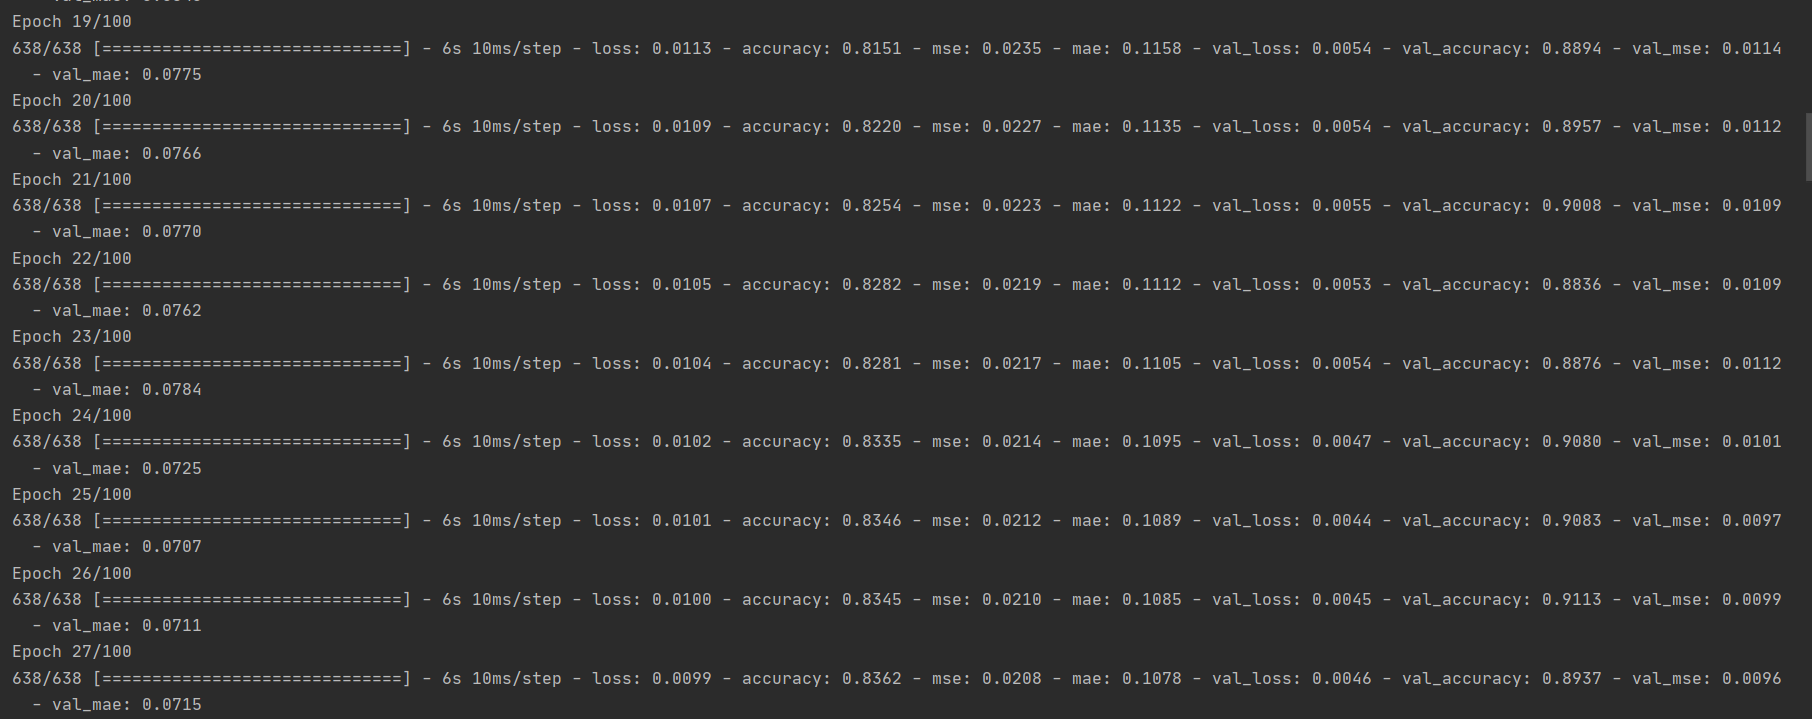 Epoch 19/100
638/638 [==============================] - 6s 10ms/step - loss: 0.0113 - accuracy: 0.8151 - mse: 0.0235 - mae: 0.1158 - val_loss: 0.0054 - val_accuracy: 0.8894 - val_mse: 0.0114
- val_mae: 0.0775
Epoch 20/100
638/638 [==============================] - 6s 10ms/step - loss: 0.0109 - accuracy: 0.8220 - mse: 0.0227 - mae: 0.1135 - val_loss: 0.0054 - val_accuracy: 0.8957 - val_mse: 0.0112
- val_mae: 0.0766
Epoch 21/100
638/638 [==============================] - 6s 10ms/step - loss: 0.0107 - accuracy: 0.8254 - mse: 0.0223 - mae: 0.1122 - val_loss: 0.0055 - val_accuracy: 0.9008 - val_mse: 0.0109
- val_mae: 0.0770
Epoch 22/100
638/638 [==============================] - 6s 10ms/step - loss: 0.0105 - accuracy: 0.8282 - mse: 0.0219 - mae: 0.1112 - val_loss: 0.0053 - val_accuracy: 0.8836 - val_mse: 0.0109
- val_mae: 0.0762
Epoch 23/100
638/638 [==============================] - 6s 10ms/step - loss: 0.0104 - accuracy: 0.8281 - mse: 0.0217 - mae: 0.1105 - val_loss: 0.0054 - val_accuracy: 0.8876 - val_mse: 0.0112
- val_mae: 0.0784
Epoch 24/100
638/638 [==============================] - 6s 10ms/step - loss: 0.0102 - accuracy: 0.8335 - mse: 0.0214 - mae: 0.1095 - val_loss: 0.0047 - val_accuracy: 0.9080 - val_mse: 0.0101
- val_mae: 0.0725
Epoch 25/100
638/638 [==============================] - 6s 10ms/step - loss: 0.0101 - accuracy: 0.8346 - mse: 0.0212 - mae: 0.1089 - val_loss: 0.0044 - val_accuracy: 0.9083 - val_mse: 0.0097
- val_mae: 0.0707
Epoch 26/100
638/638 [==============================] - 6s 10ms/step - loss: 0.0100 - accuracy: 0.8345 - mse: 0.0210 - mae: 0.1085 - val_loss: 0.0045 - val_accuracy: 0.9113 - val_mse: 0.0099
- val_mae: 0.0711
Epoch 27/100
638/638 [==============================] - 6s 10ms/step - loss: 0.0099 - accuracy: 0.8362 - mse: 0.0208 - mae: 0.1078 - val_loss: 0.0046 - val_accuracy: 0.8937 - val_mse: 0.0096
- val_mae: 0.0715